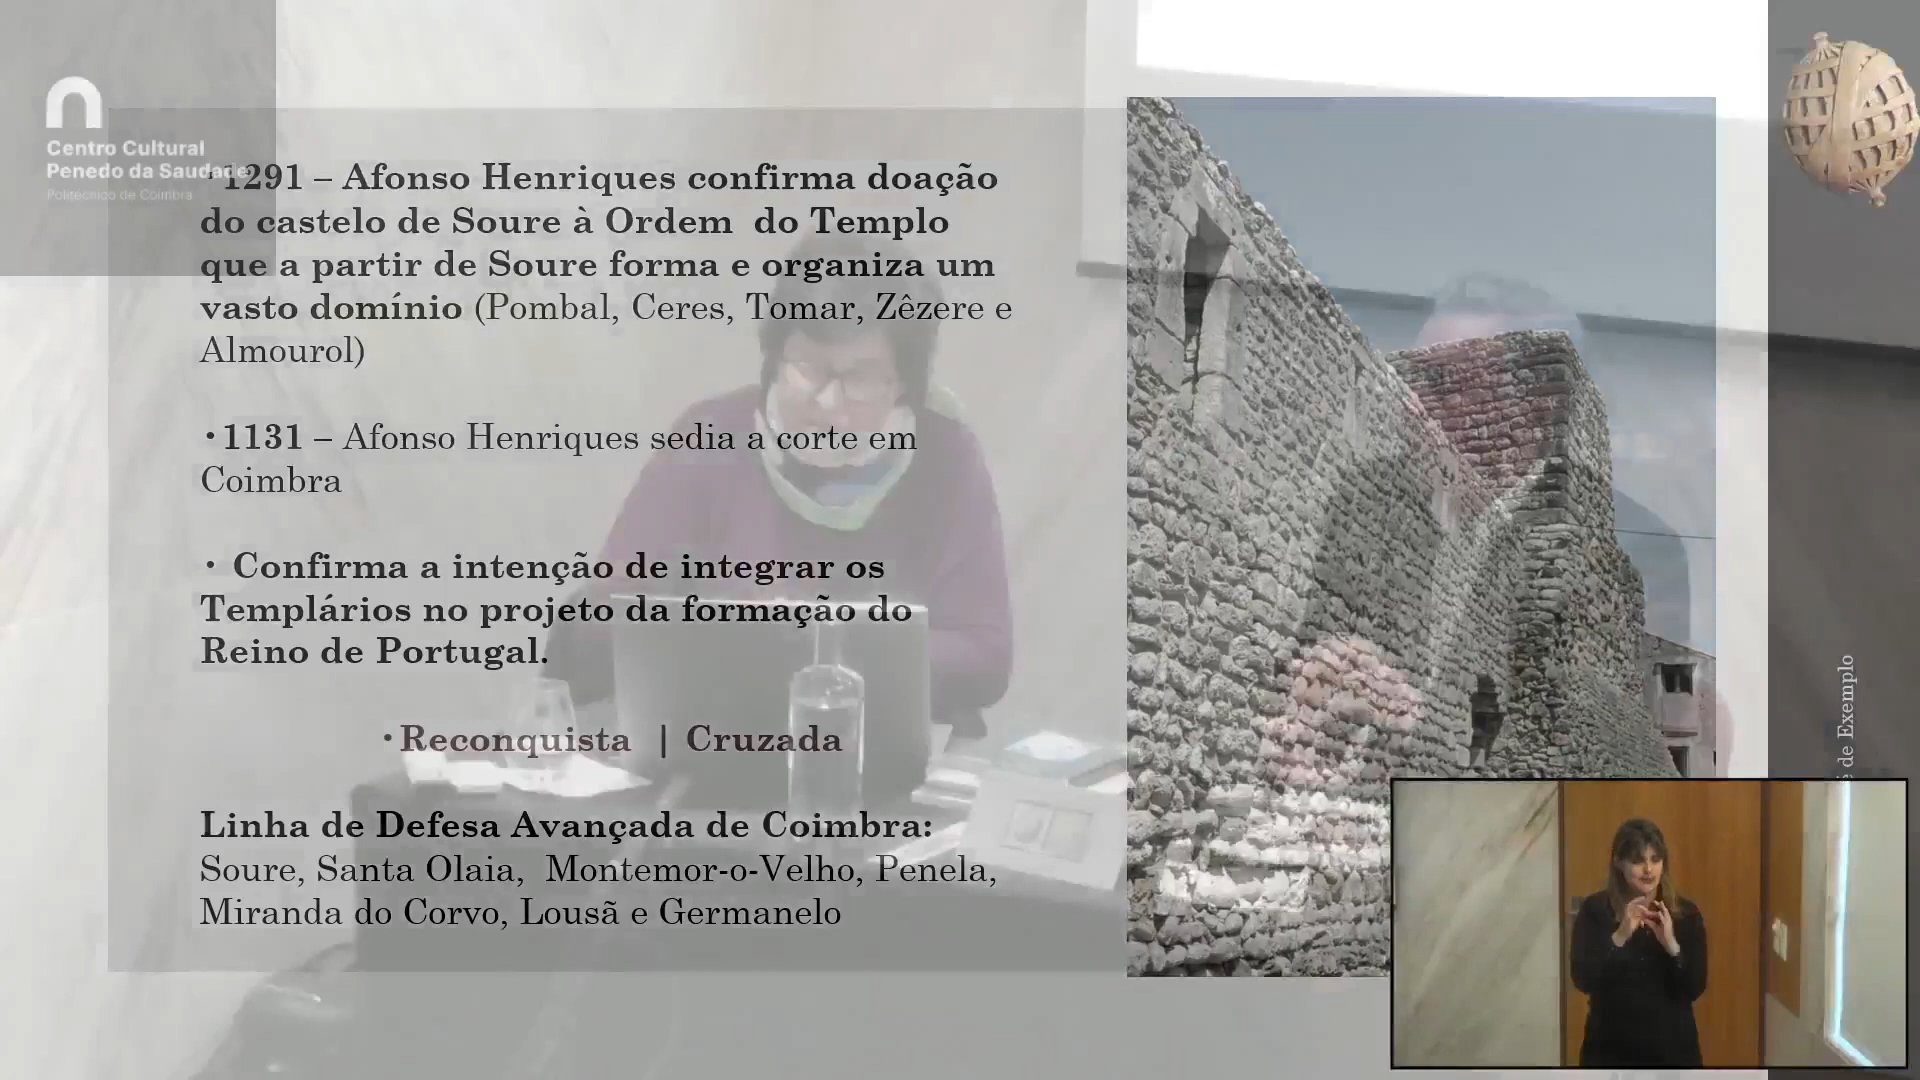 Centro Cultural
Penedo da Saudade
Politécnico de Coimbra
·1291 – Afonso Henriques confirma doação
do castelo de Soure à Ordem do Templo
que a partir de Soure forma e organiza um
vasto domínio (Pombal, Ceres, Tomar, Zêzere e
Almourol)
·1131 – Afonso Henriques sedia a corte em
Coimbra
· Confirma a intenção de integrar os
Templários no projeto da formação do
Reino de Portugal.
·Reconquista | Cruzada
Linha de Defesa Avançada de Coimbra:
Soure, Santa Olaia, Montemor-o-Velho, Penela,
Miranda do Corvo, Lousã e Germanelo
de Exemplo